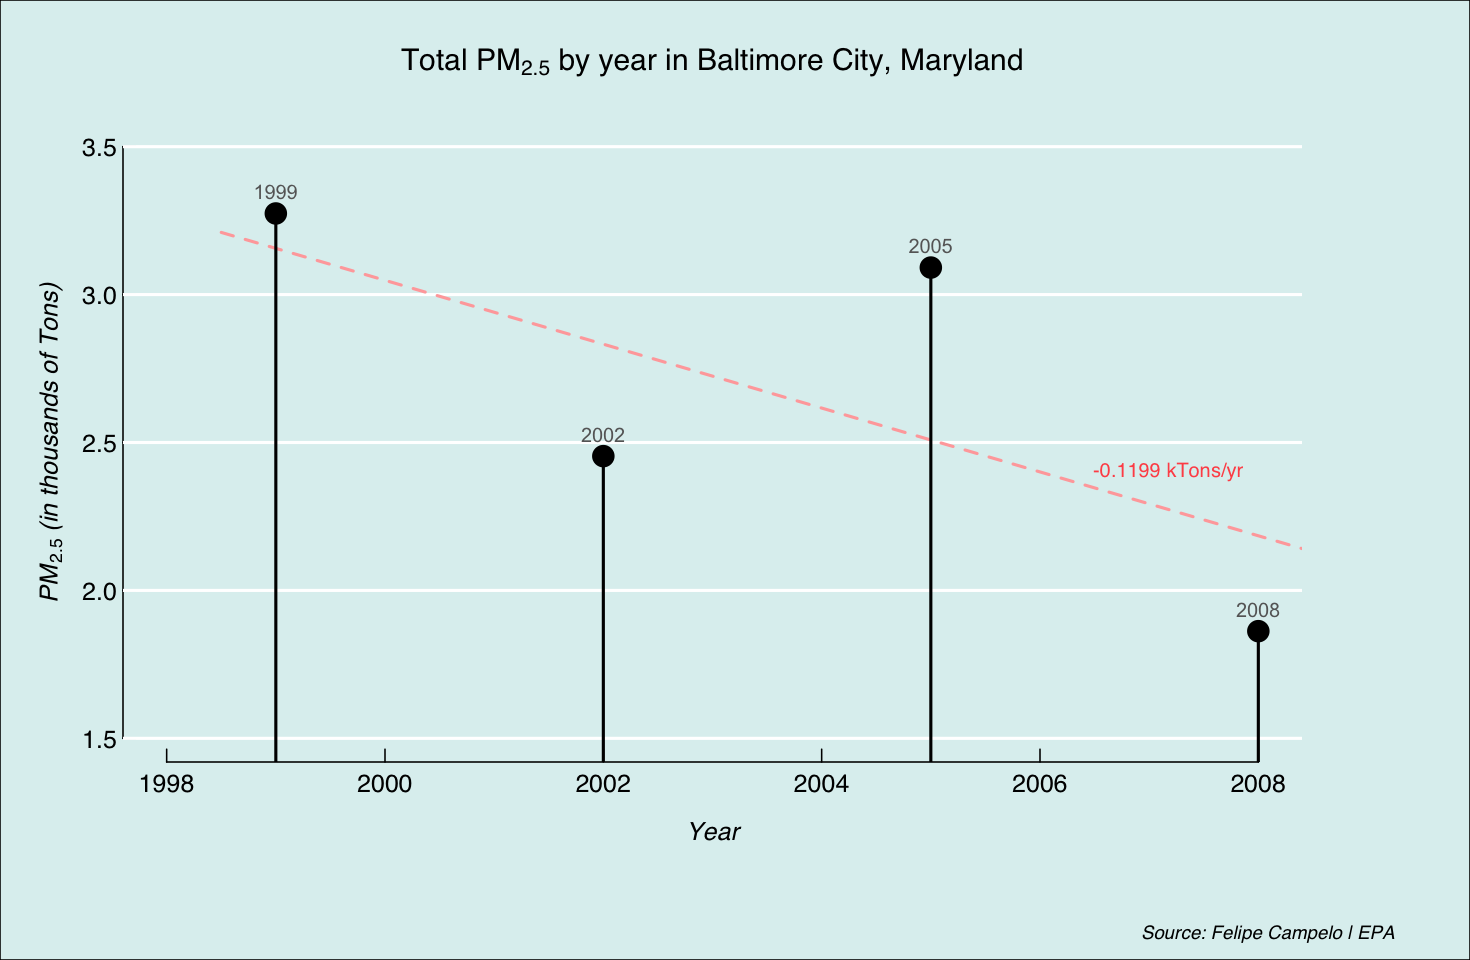 Total PM2.5 by year in Baltimore City, Maryland
3.5
1999
2005
3.0
2002
2.5
-0.1199 kTons/yr
2.0
2008
1.5
PM2.5 (in thousands of Tons)
1998 2000 2002 2004 2006 2008
Year
Source: Felipe Campelo | EPA